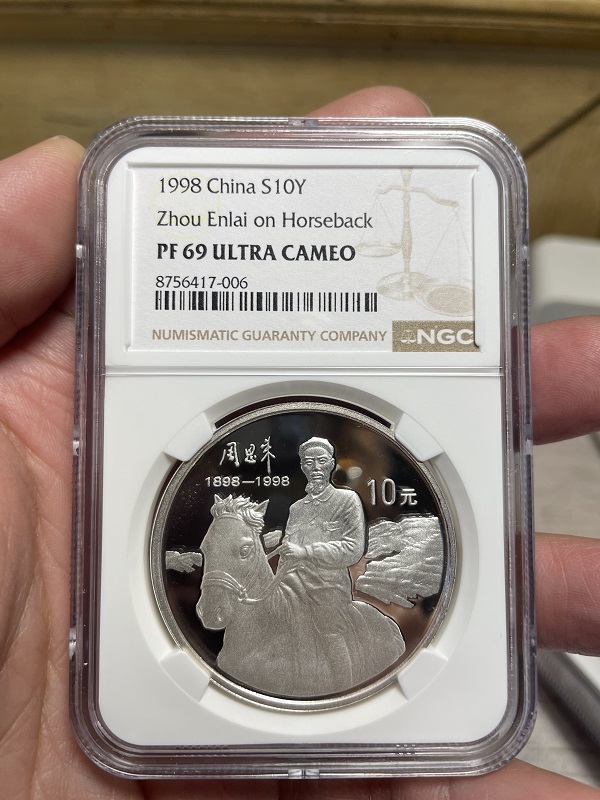 1998 China S10Y
Zhou Enlai on Horseback
PF 69 ULTRA CAMEO
8756417-006
NUMISMATIC GUARANTY COMPANY
NGC
周恩来
1898—1998
10元